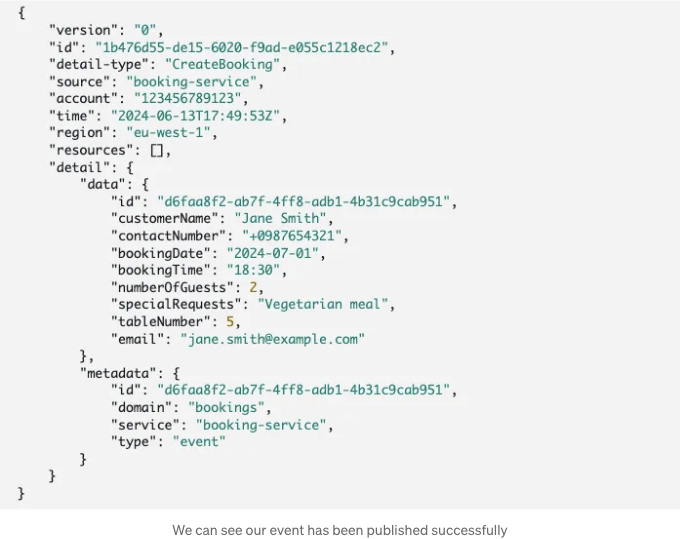 {
    "version": "0",
    "id": "1b476d55-de15-6020-f9ad-e055c1218ec2",
    "detail-type": "CreateBooking",
    "source": "booking-service",
    "account": "123456789123",
    "time": "2024-06-13T17:49:53Z",
    "region": "eu-west-1",
    "resources": [],
    "detail": {
        "data": {
            "id": "d6faa8f2-ab7f-4ff8-adb1-4b31c9cab951",
            "customerName": "Jane Smith",
            "contactNumber": "+0987654321",
            "bookingDate": "2024-07-01",
            "bookingTime": "18:30",
            "numberOfGuests": 2,
            "specialRequests": "Vegetarian meal",
            "tableNumber": 5,
            "email": "jane.smith@example.com"
        },
        "metadata": {
            "id": "d6faa8f2-ab7f-4ff8-adb1-4b31c9cab951",
            "domain": "bookings",
            "service": "booking-service",
            "type": "event"
        }
    }
}
We can see our event has been published successfully